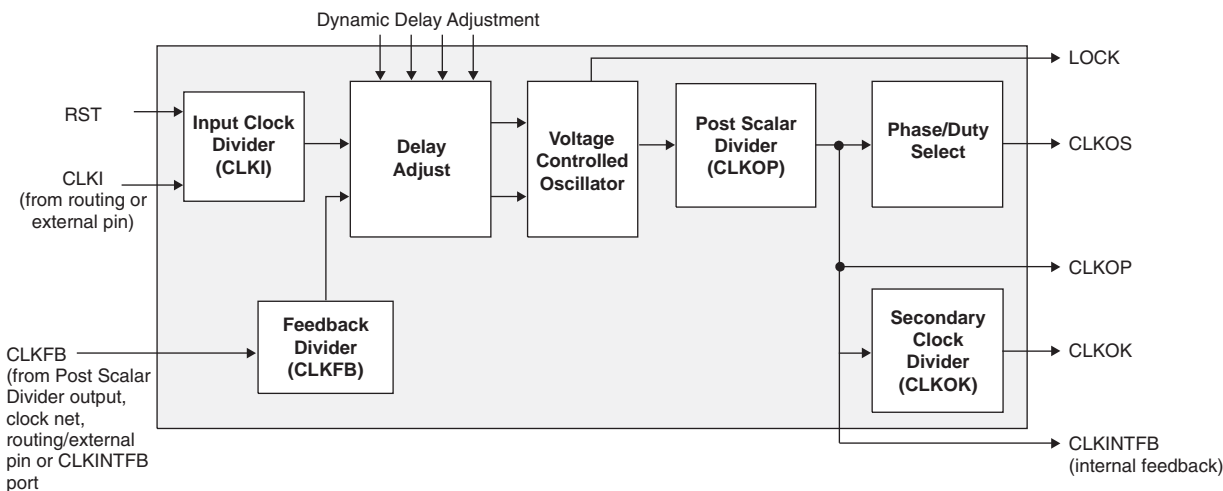 Dynamic Delay Adjustment
LOCK
RST
Input Clock
Divider
(CLKI)
Delay
Adjust
Voltage
Controlled
Oscillator
Post Scalar
Divider
(CLKOP)
Phase/Duty
Select
CLKOS
CLKI
(from routing or
external pin)
CLKOP
Feedback
Divider
(CLKFB)
Secondary
Clock
Divider
(CLKOK)
CLKOK
CLKFB
(from Post Scalar
Divider output,
clock net,
routing/external
pin or CLKINTFB
port
CLKINTFB
(internal feedback)